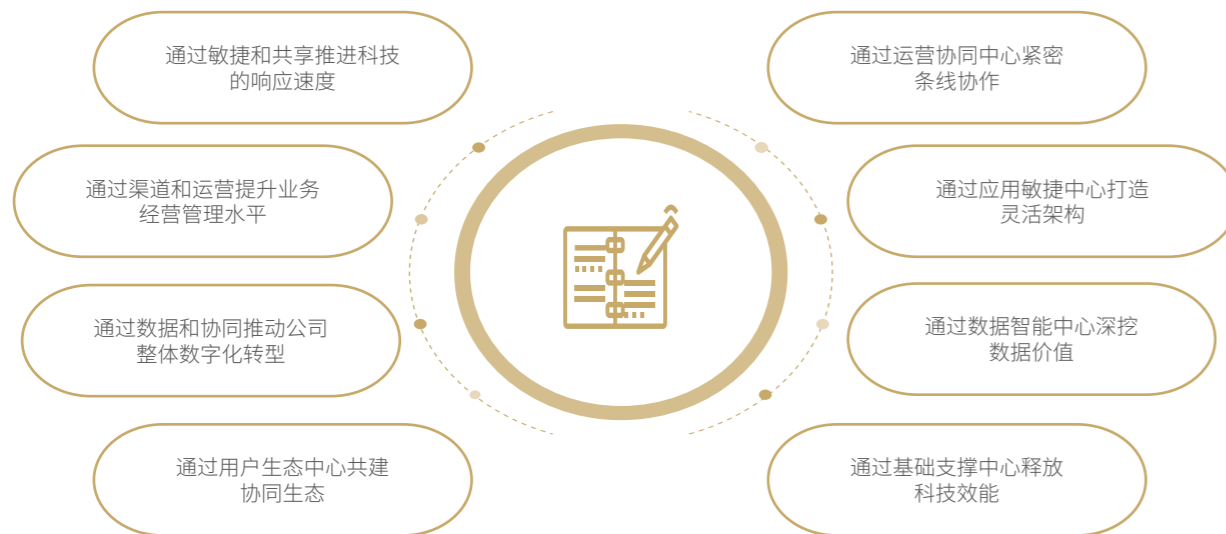 通过敏捷和共享推进科技
的响应速度
通过渠道和运营提升业务
经营管理水平
通过数据和协同推动公司
整体数字化转型
通过用户生态中心共建
协同生态
通过运营协同中心紧密
条线协作
通过应用敏捷中心打造
灵活架构
通过数据智能中心深挖
数据价值
通过基础支撑中心释放
科技效能